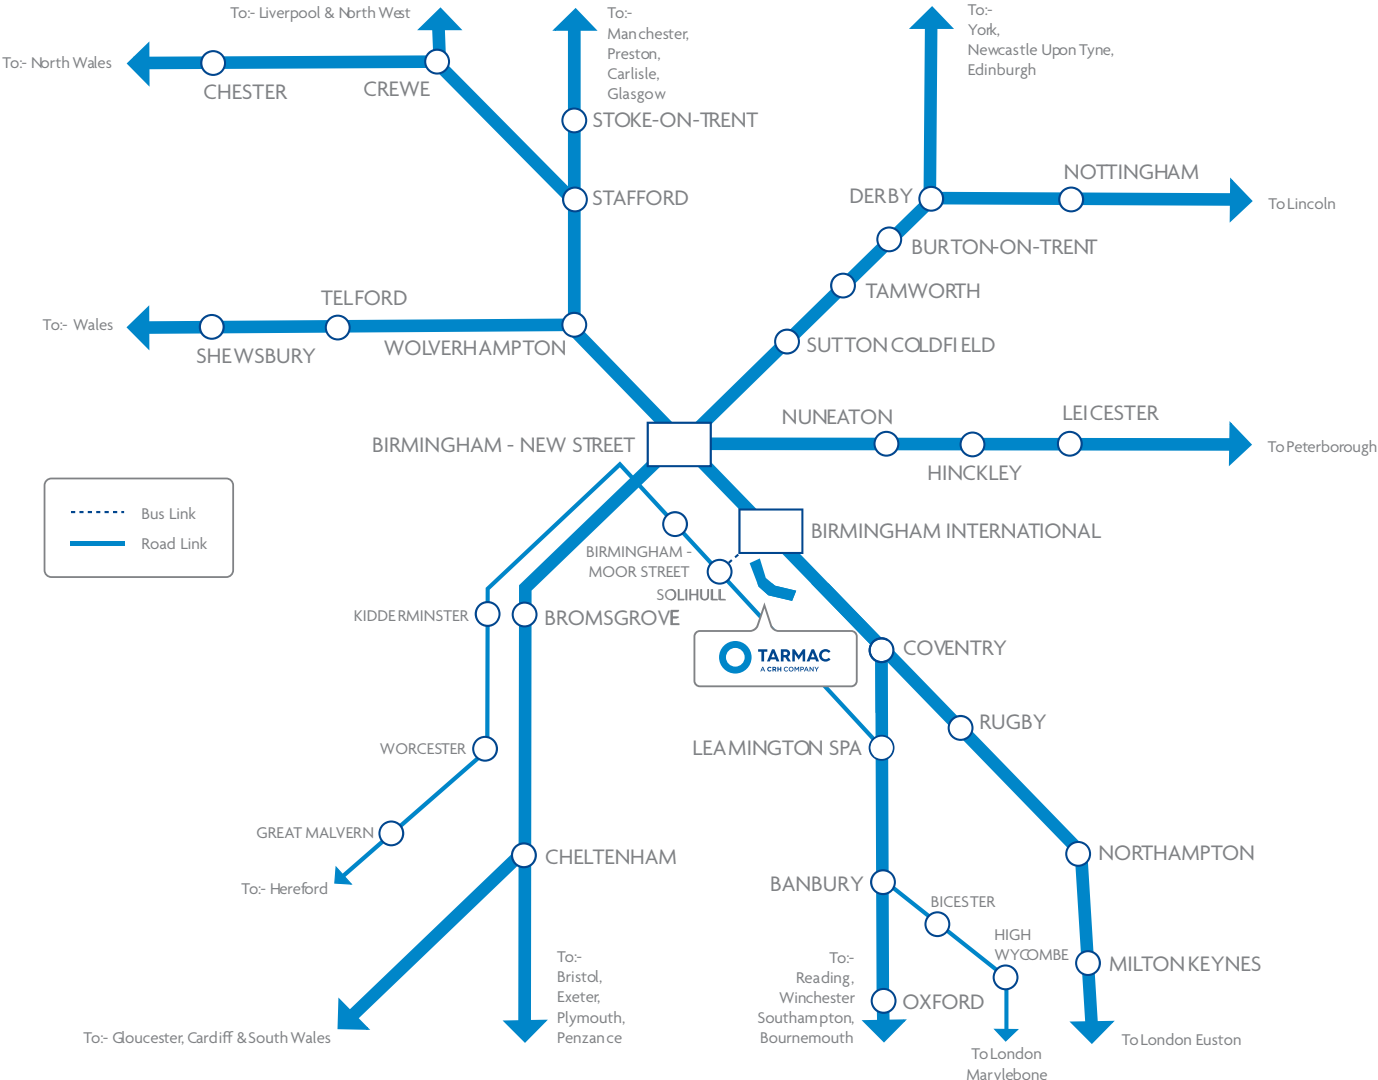 To:- Liverpool & North West
To:-
Manchester,
Preston,
Carlisle,
Glasgow
To:-
York,
Newcastle Upon Tyne,
Edinburgh
To:- North Wales
CHESTER
CREWE
STOKE-ON-TRENT
STAFFORD
DERBY
NOTTINGHAM
To Lincoln
BURTON-ON-TRENT
TAMWORTH
SUTTON COLDFIELD
To:- Wales
TELFORD
SHEWSBURY
WOLVERHAMPTON
BIRMINGHAM - NEW STREET
NUNEATON
HINCKLEY
LEICESTER
To Peterborough
Bus Link
Road Link
BIRMINGHAM INTERNATIONAL
BIRMINGHAM -
MOOR STREET
SOLIHULL
KIDDERMINSTER
BROMSGROVE
TARMAC
A CRH COMPANY
COVENTRY
RUGBY
WORCESTER
LEAMINGTON SPA
GREAT MALVERN
To:- Hereford
CHELTENHAM
NORTHAMPTON
BANBURY
BICESTER
HIGH
WYCOMBE
MILTON KEYNES
OXFORD
To:-
Bristol,
Exeter,
Plymouth,
Penzance
To:-
Reading,
Winchester
Southampton,
Bournemouth
To:- Gloucester, Cardiff & South Wales
To London
Marylebone
To London Euston